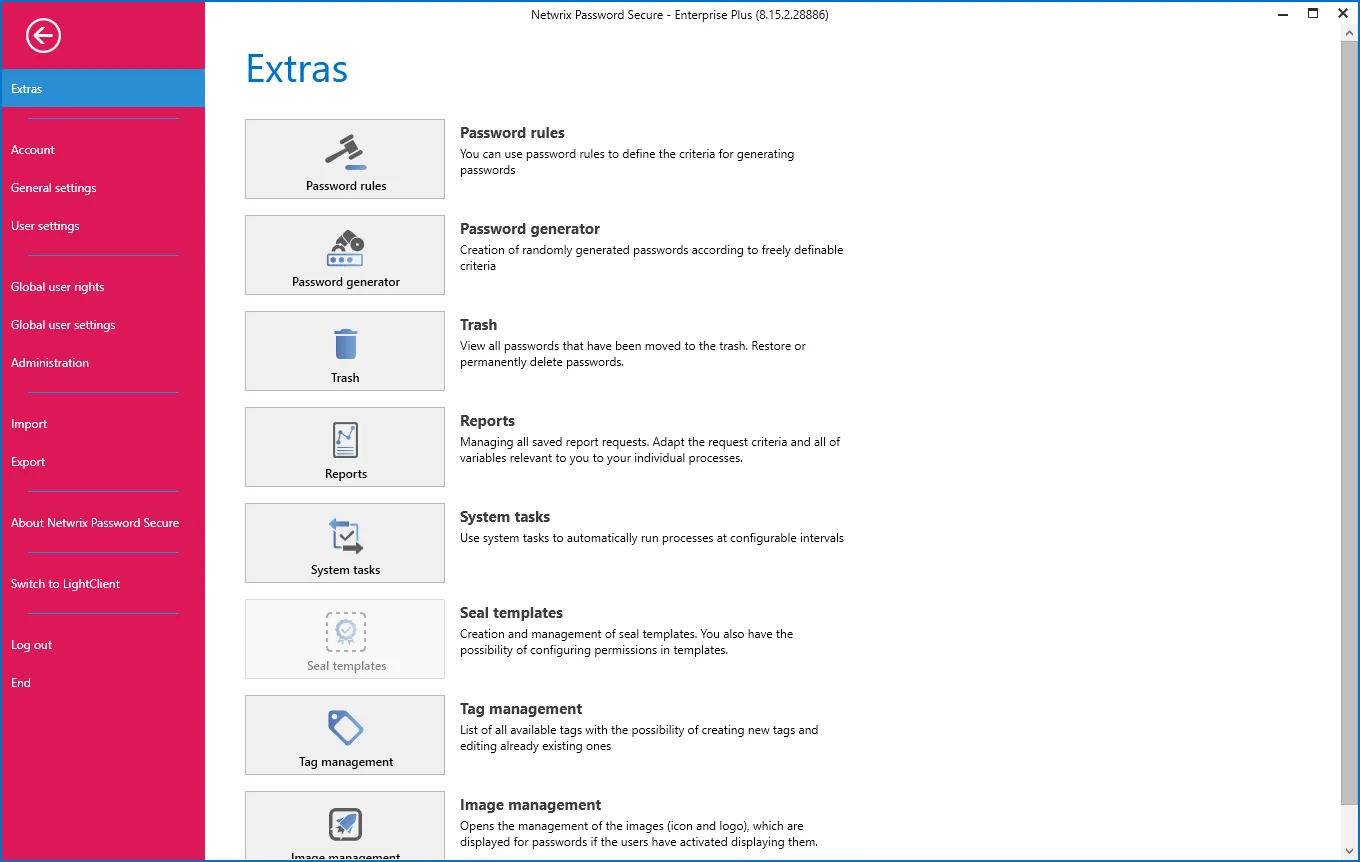 Netwrix Password Secure - Enterprise Plus (8.15.2.28886)
Extras
Account
General settings
User settings
Global user rights
Global user settings
Administration
Import
Export
About Netwrix Password Secure
Switch to LightClient
Log out
End
Extras
Password rules
Password rules
You can use password rules to define the criteria for generating
passwords
Password generator
Password generator
Creation of randomly generated passwords according to freely definable
criteria
Trash
Trash
View all passwords that have been moved to the trash. Restore or
permanently delete passwords.
Reports
Reports
Managing all saved report requests. Adapt the request criteria and all of
variables relevant to you to your individual processes.
System tasks
System tasks
Use system tasks to automatically run processes at configurable intervals
Seal templates
Seal templates
Creation and management of seal templates. You also have the
possibility of configuring permissions in templates.
Tag management
Tag management
List of all available tags with the possibility of creating new tags and
editing already existing ones
Image management
Image management
Opens the management of the images (icon and logo), which are
displayed for passwords if the users have activated displaying them.